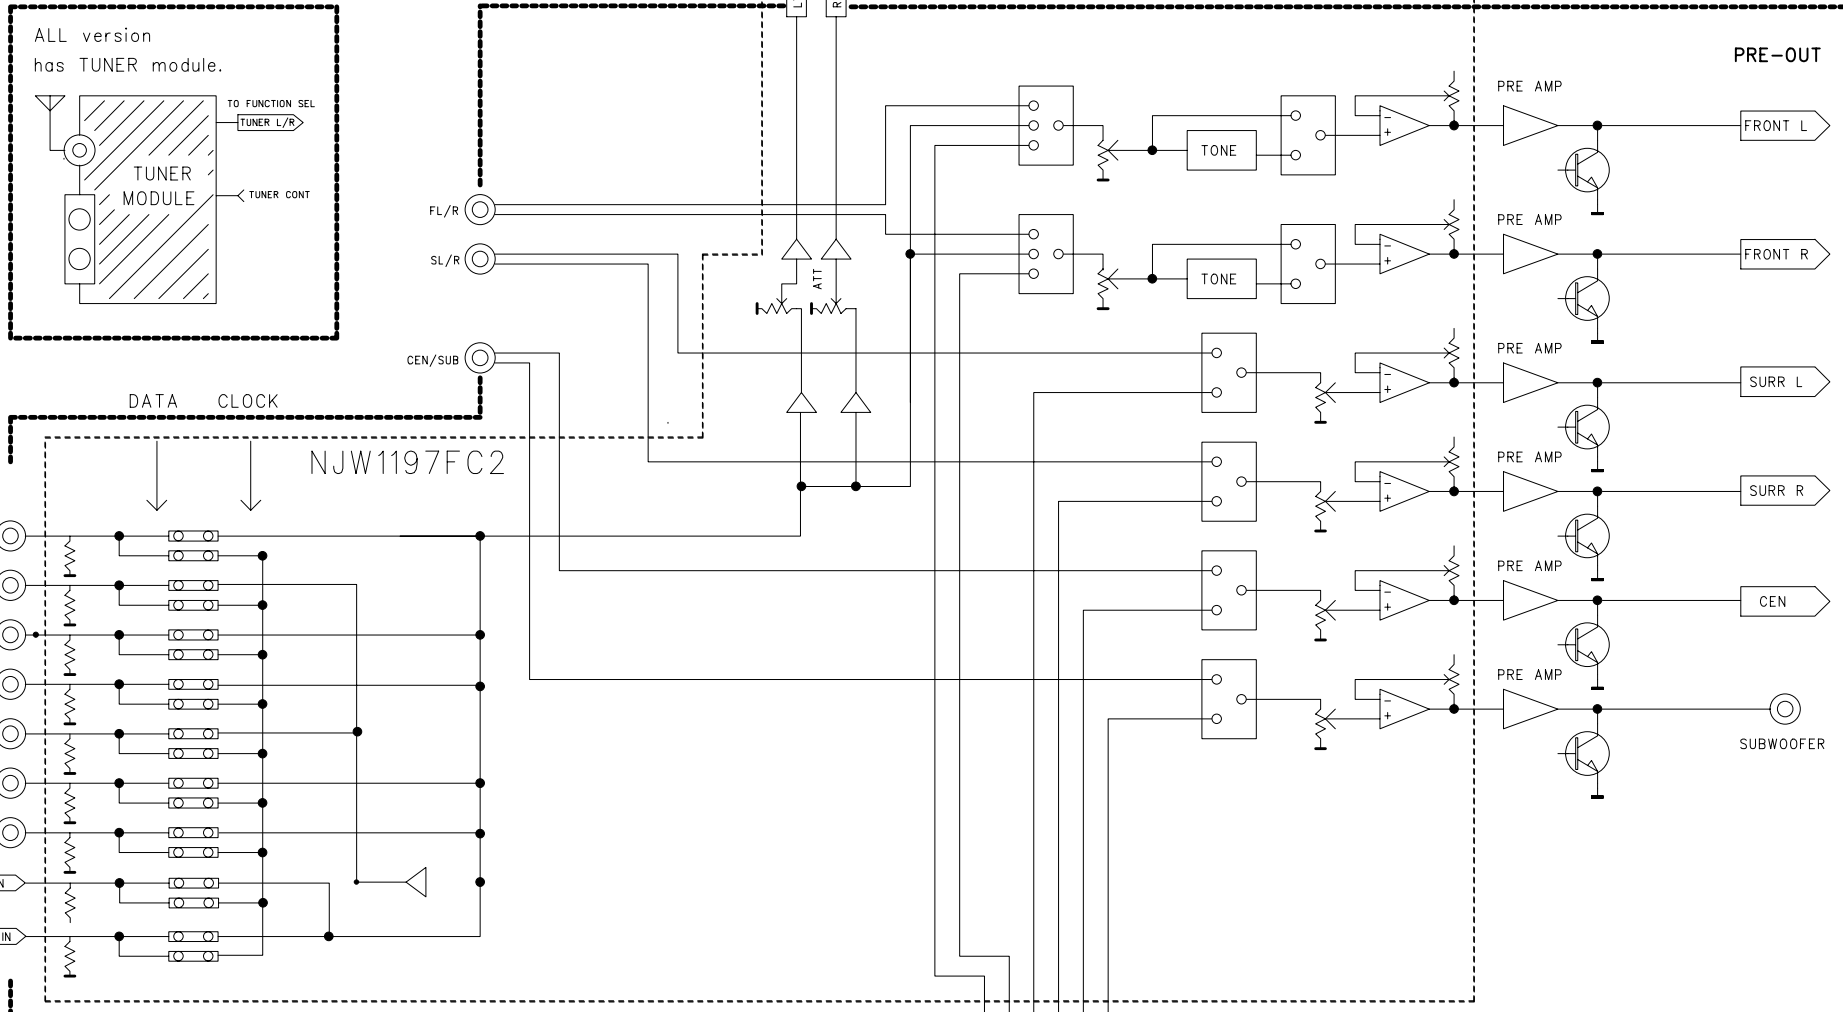 L
R
ALL version
has TUNER module.
TO FUNCTION SEL
TUNER L/R
TUNER
MODULE
TUNER CONT
PRE-OUT
PRE AMP
FRONT L
TONE
-
+
FL/R
PRE AMP
FRONT R
TONE
-
+
SL/R
ATT
PRE AMP
SURR L
-
+
CEN/SUB
DATA CLOCK
NJW1197FC2
PRE AMP
SURR R
-
+
PRE AMP
CEN
-
+
PRE AMP
-
+
SUBWOOFER
N
IN